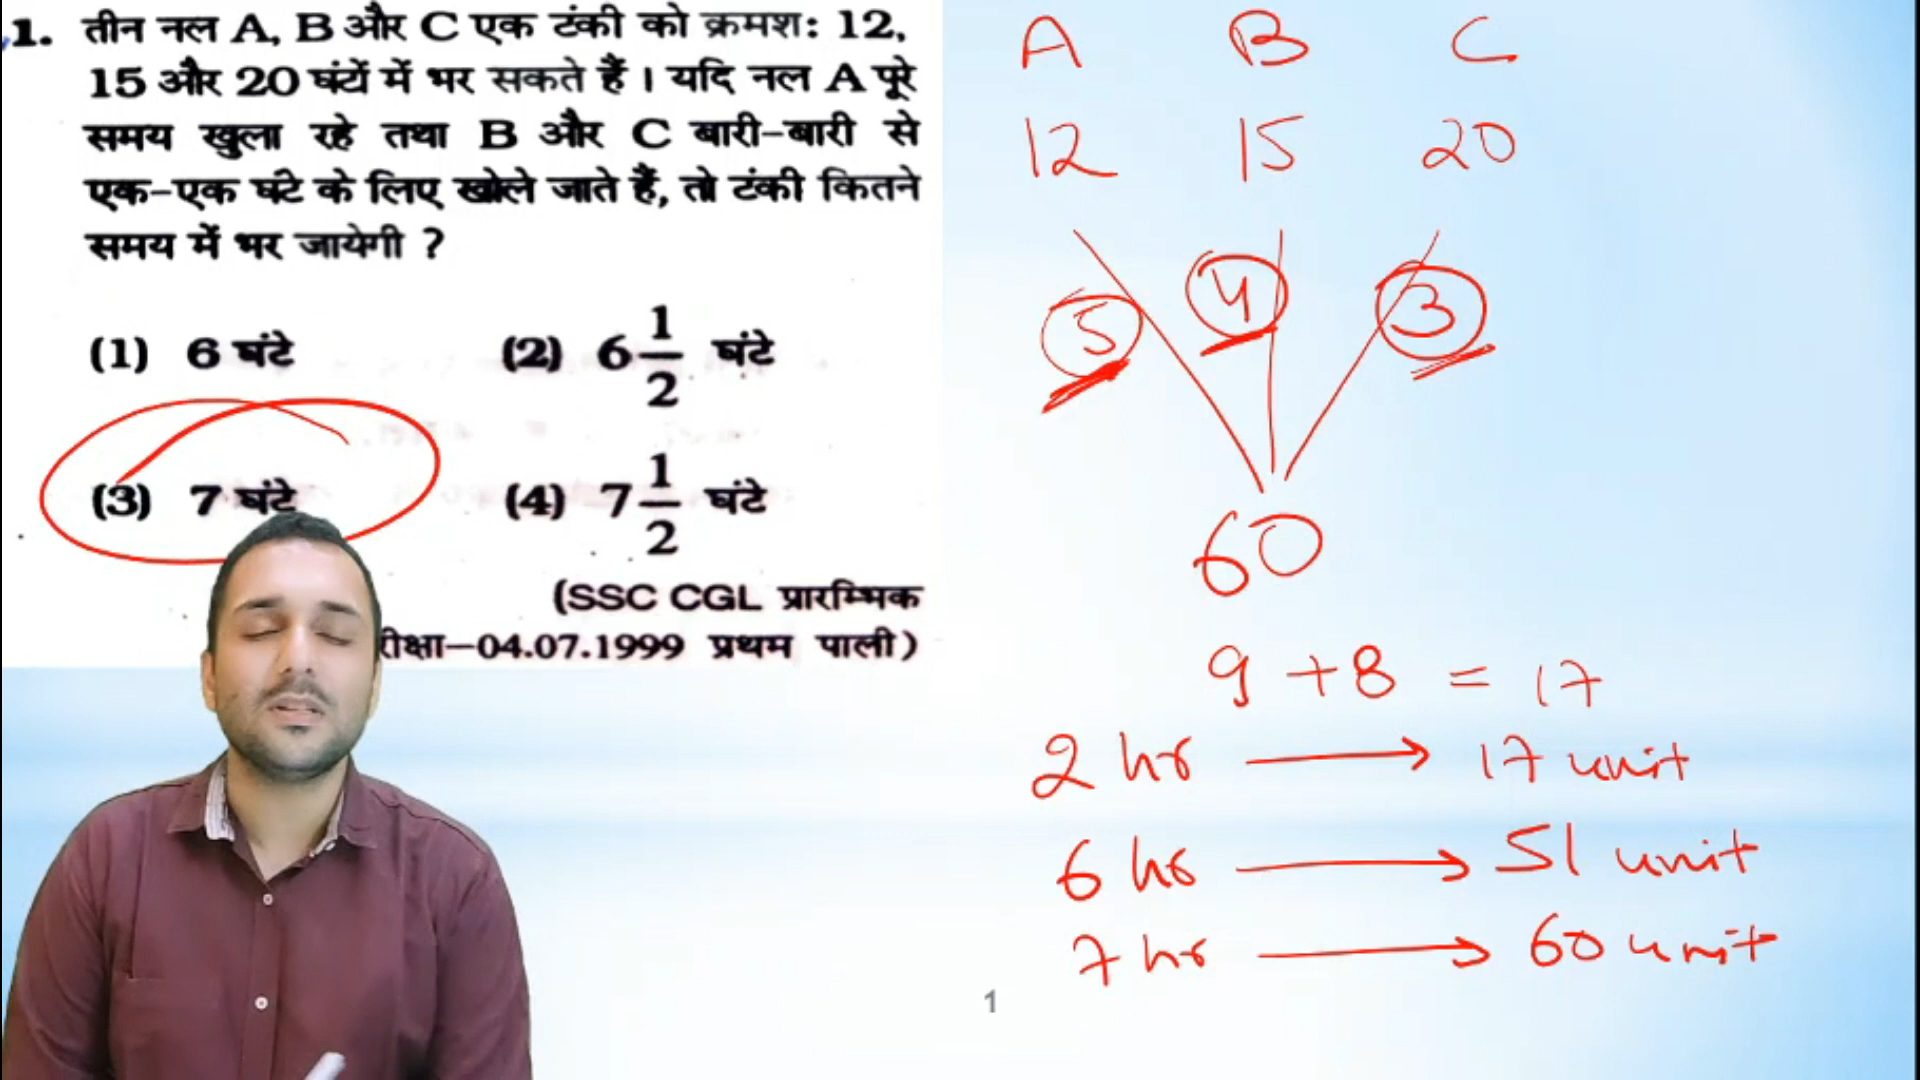 1. तीन नल A, B और C एक टंकी को क्रमश: 12,
15 और 20 घंटों में भर सकते हैं । यदि नल A पूरे
समय खुला रहे तथा B और C बारी-बारी से
एक-एक घंटे के लिए खोले जाते हैं, तो टंकी कितने
समय में भर जायेगी ?
(1) 6 घंटे (2) 6 1/2 घंटे
(3) 7 घंटे (4) 7 1/2 घंटे
(SSC CGL प्रारम्भिक
रीक्षा–04.07.1999 प्रथम पाली)
A B C
12 15 20
5 4 3
60
9 + 8 = 17
2 hr → 17 unit
6 hr → 51 unit
7 hr → 60 unit
1